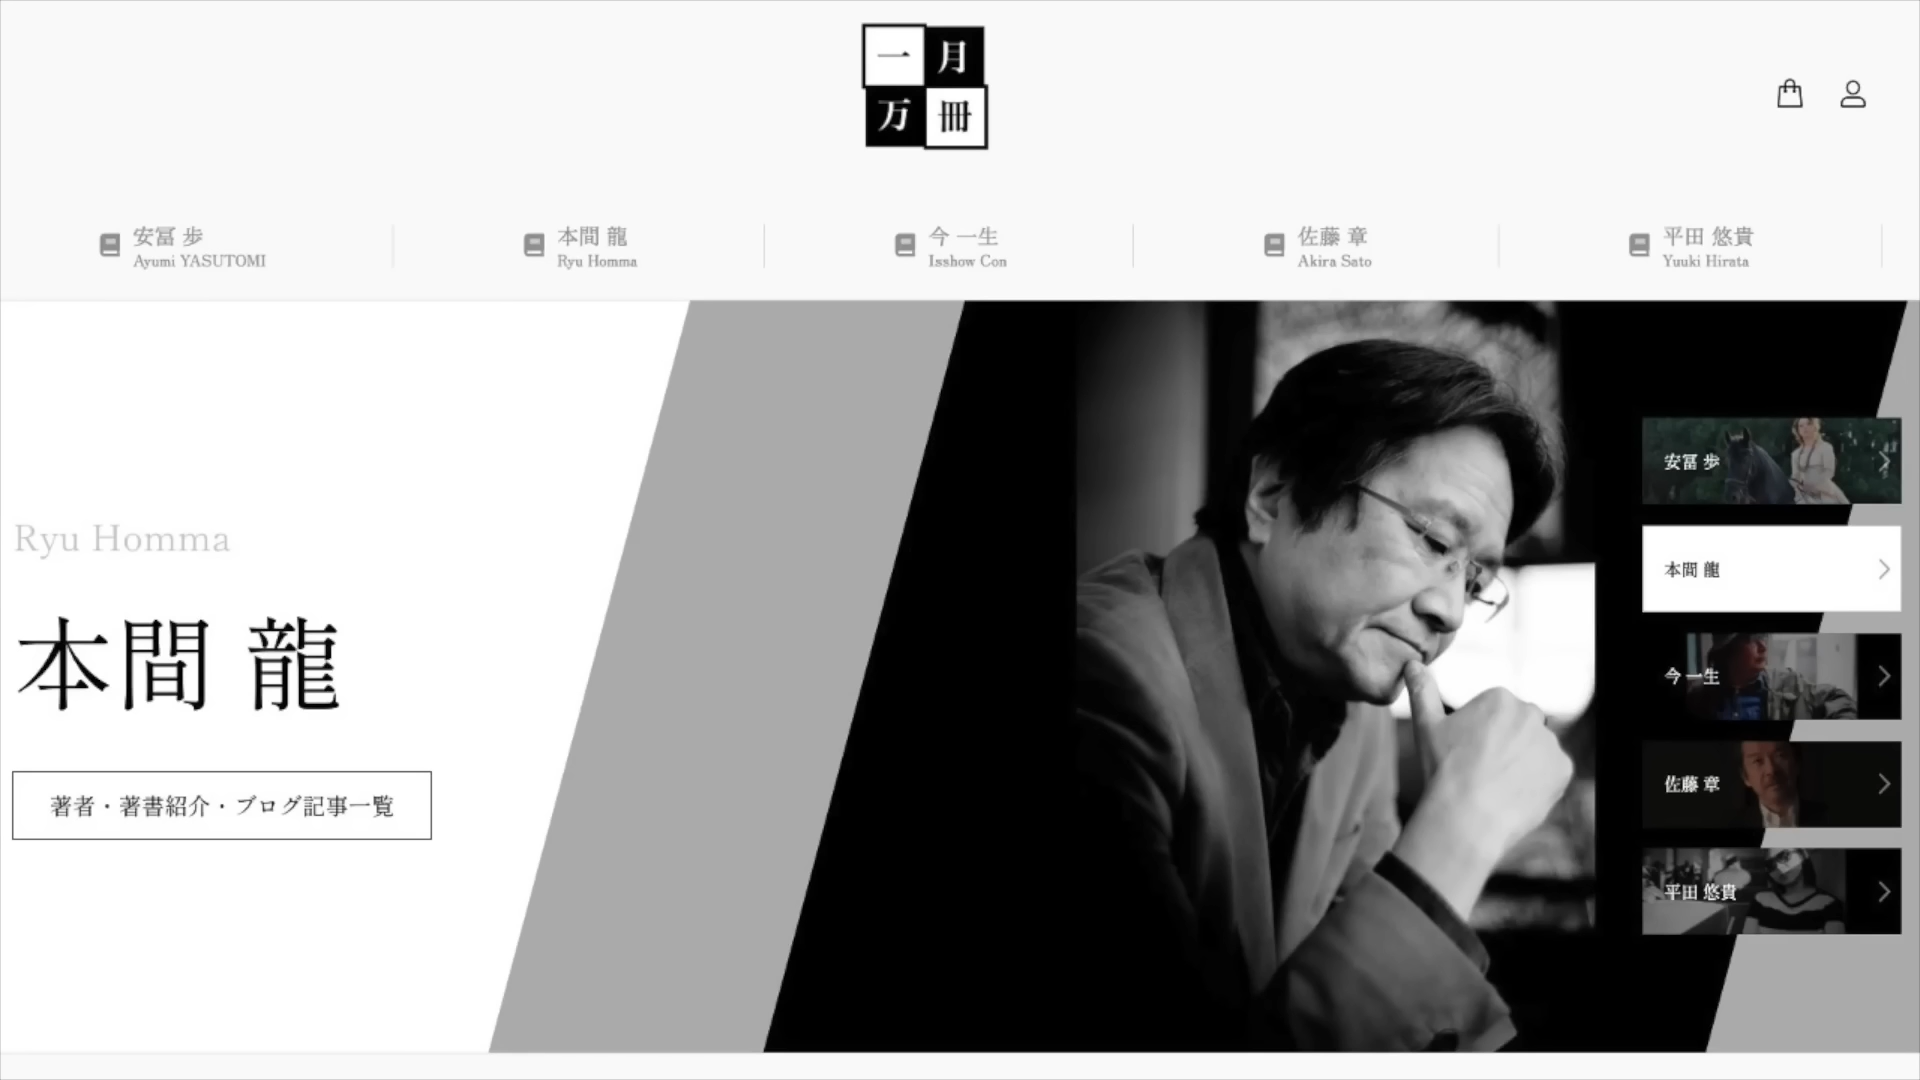 一月
万冊
安冨 歩
Ayumi YASUTOMI
本間 龍
Ryu Homma
今 一生
Isshow Con
佐藤 章
Akira Sato
平田 悠貴
Yuuki Hirata
Ryu Homma
本間 龍
著者・著書紹介・ブログ記事一覧
安冨 歩
本間 龍
今 一生
佐藤 章
平田 悠貴